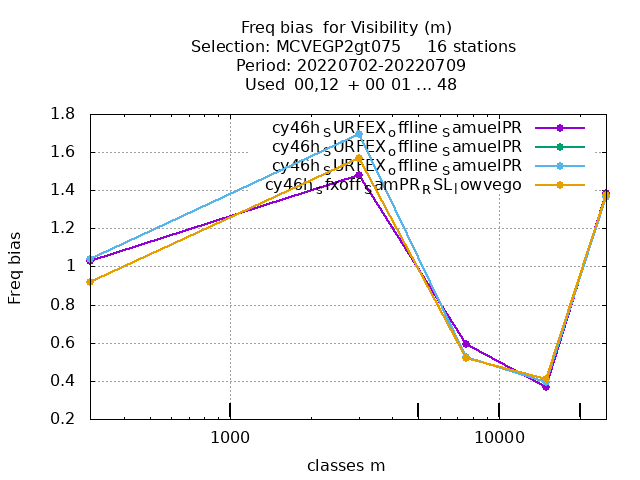 Freq bias for Visibility (m)
Selection: MCVEGP2gt075 16 stations
Period: 20220702-20220709
Used 00,12 + 00 01 ... 48
cy46h_SURFEX_offline_SamuelPR
cy46h_SURFEX_offline_SamuelPR
cy46h_SURFEX_offline_SamuelPR
cy46h_sfxoff_SamPR_RSL_lowvego
1.8
1.6
1.4
1.2
1
0.8
0.6
0.4
0.2
Freq bias
1000 10000
classes m